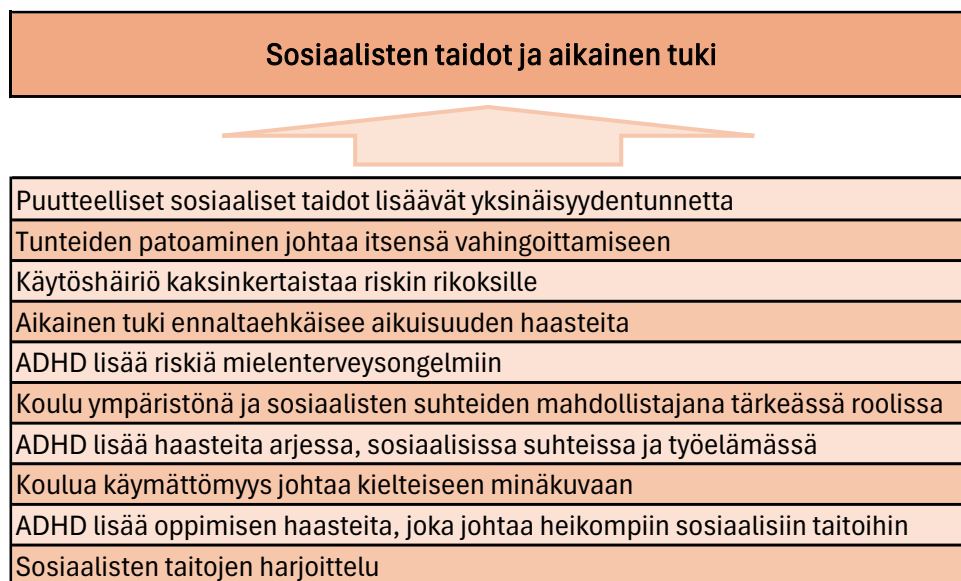 Sosiaalisten taidot ja aikainen tuki
Puutteelliset sosiaaliset taidot lisäävät yksinäisyydentunnetta
Tunteiden patoaminen johtaa itsensä vahingoittamiseen
Käytöshäiriö kaksinkertaistaa riskin rikoksille
Aikainen tuki ennaltaehkäisee aikuisuuden haasteita
ADHD lisää riskiä mielenterveysongelmiin
Koulu ympäristönä ja sosiaalisten suhteiden mahdollistajana tärkeässä roolissa
ADHD lisää haasteita arjessa, sosiaalisissa suhteissa ja työelämässä
Koulua käymättömyys johtaa kielteiseen minäkuvaan
ADHD lisää oppimisen haasteita, joka johtaa heikompiin sosiaalisiin taitoihin
Sosiaalisten taitojen harjoittelu